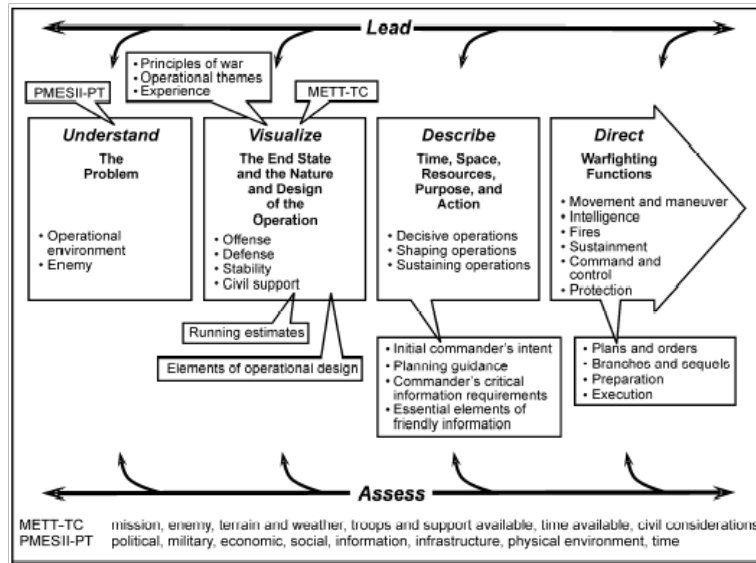 Lead
• Principles of war
• Operational themes
• Experience
PMESII-PT
METT-TC
Understand
The
Problem
• Operational
environment
• Enemy
Visualize
The End State
and the Nature
and Design
of the
Operation
• Offense
• Defense
• Stability
• Civil support
Describe
Time, Space,
Resources,
Purpose, and
Action
• Decisive operations
• Shaping operations
• Sustaining operations
Direct
Warfighting
Functions
• Movement and maneuver
• Intelligence
• Fires
• Sustainment
• Command and
control
• Protection
Running estimates
Elements of operational design
• Initial commander's intent
• Planning guidance
• Commander's critical
information requirements
• Essential elements of
friendly information
• Plans and orders
• Branches and sequels
• Preparation
• Execution
Assess
METT-TC mission, enemy, terrain and weather, troops and support available, time available, civil considerations
PMESII-PT political, military, economic, social, information, infrastructure, physical environment, time